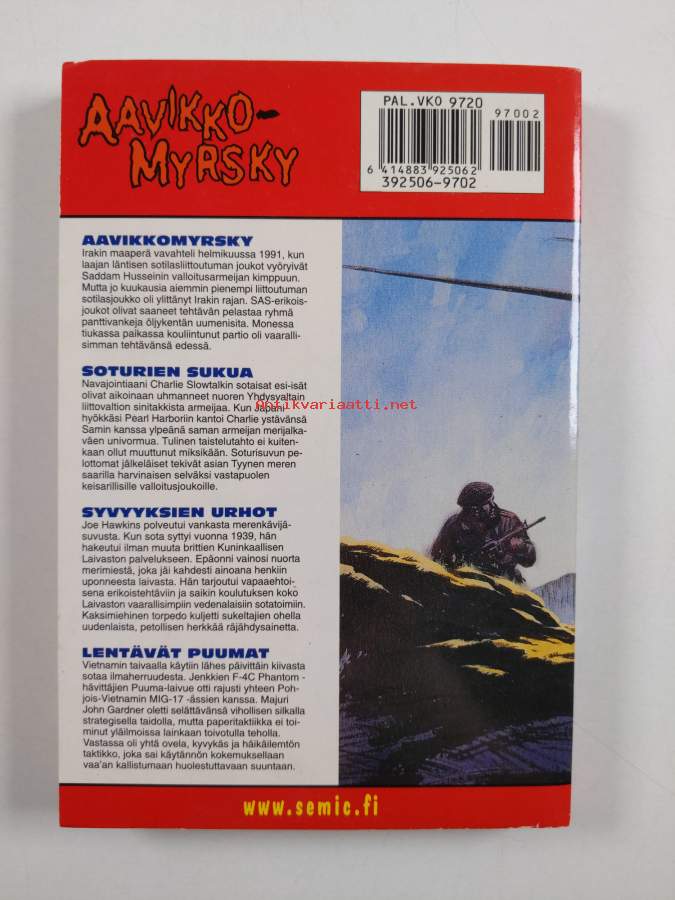 AAVIKKO-
MYRSKY
PAL.VKO 9720
97002
6 414883 925062
392506-9702
AAVIKKOMYRSKY
Irakin maaperä vavahteli helmikuussa 1991, kun
laajan läntisen sotilasliittoutuman joukot vyöryivät
Saddam Husseinin valloitusarmeijan kimppuun.
Mutta jo kuukausia aiemmin pienempi liittoutuman
sotilasjoukko oli ylittänyt Irakin rajan. SAS-erikois-
joukot olivat saaneet tehtävän pelastaa ryhmä
panttivankeja öljykentän uumenista. Monessa
tiukassa paikassa kouliintunut partio oli vaaralli-
simman tehtävänsä edessä.
SOTURIEN SUKUA
Navajointiaani Charlie Slowtalkin sotaisat esi-isät
olivat aikoinaan uhmanneet nuoren Yhdysvaltain
liittovaltion sinitakkista armeijaa. Kun Japani
hyökkäsi Pearl Harboriin kantoi Charlie ystävänsä
Samin kanssa ylpeänä saman armeijan merijalka-
väen univormua. Tulinen taistelutahto ei kuiten-
kaan ollut muuttunut miksikään. Soturisuvun pe-
lottomat jälkeläiset tekivät asian Tyynen meren
saarilla harvinaisen selväksi vastapuolen
keisarillisille valloitusjoukoille.
Antikvariaatti.net
SYVYYKSIEN URHOT
Joe Hawkins polveutui vankasta merenkävijä-
suvusta. Kun sota syttyi vuonna 1939, hän
hakeutui ilman muuta brittien Kuninkaallisen
Laivaston palvelukseen. Epäonni vainosi nuorta
merimiestä, joka jäi kahdesti ainoana henkiin
uponneesta laivasta. Hän tarjoutui vapaaehtoi-
sena erikoistehtäviin ja saikin koulutuksen koko
Laivaston vaarallisimpiin vedenalaisiin sotatoimiin.
Kaksimiehinen torpedo kuljetti sukeltajien ohella
uudenlaista, petollisen herkkää räjähdysainetta.
LENTÄVÄT PUUMAT
Vietnamin taivaalla käytiin lähes päivittäin kiivasta
sotaa ilmaherruudesta. Jenkkien F-4C Phantom -
hävittäjien Puuma-laivue otti rajusti yhteen Poh-
jois-Vietnamin MIG-17 -ässien kanssa. Majuri
John Gardner oletti selättävänsä vihollisen silkalla
strategisella taidolla, mutta paperitaktiikka ei toi-
minut yläilmoissa lainkaan toivotulla teholla.
Vastassa oli yhtä ovela, kyvykäs ja häikäilemtön
taktikko, joka sai käytännön kokemuksellaan
vaa'an kallistumaan huolestuttavaan suuntaan.
www.semic.fi